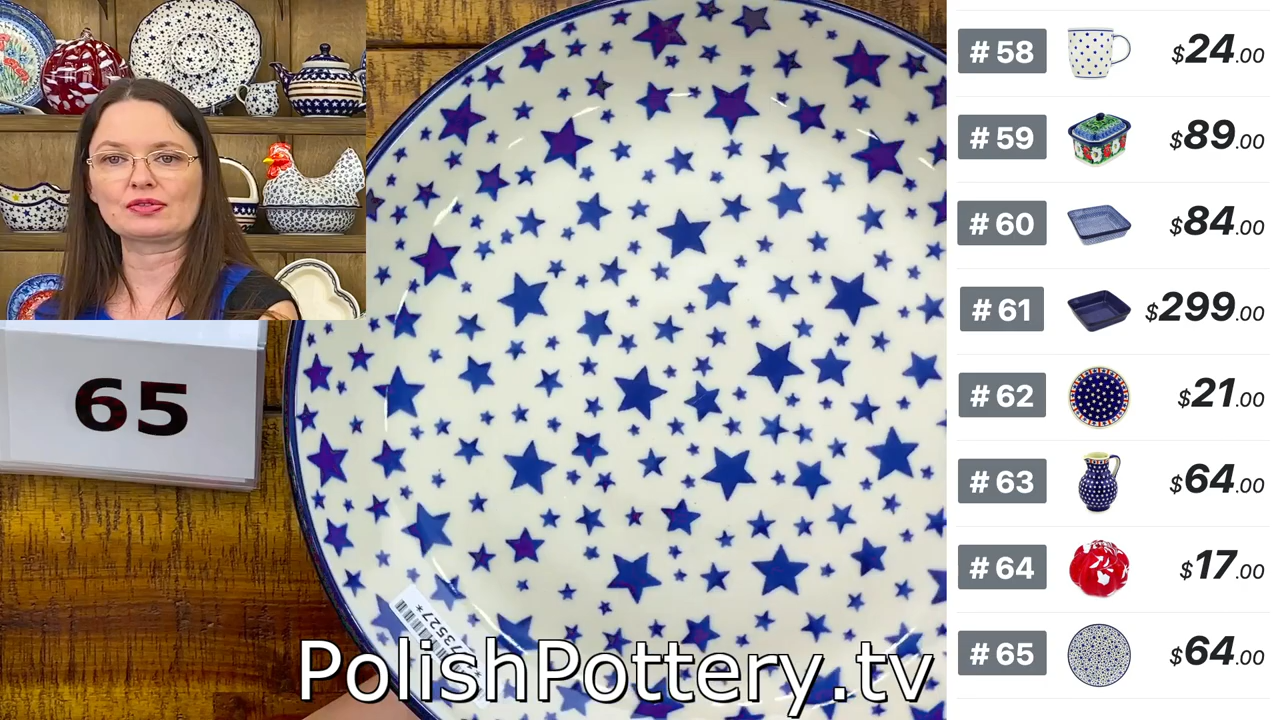 65
*
PolishPottery.tv
# 58 $24.00
# 59 $89.00
# 60 $84.00
# 61 $299.00
# 62 $21.00
# 63 $64.00
# 64 $17.00
# 65 $64.00